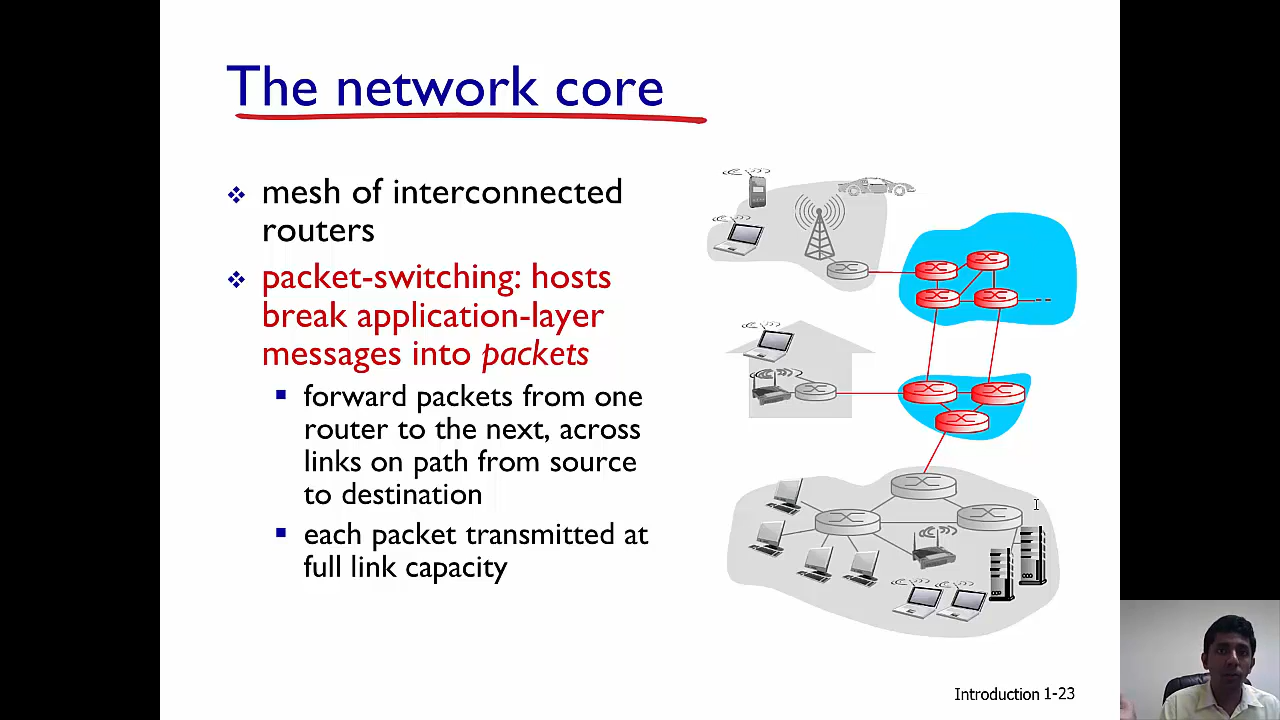 The network core
mesh of interconnected
routers
packet-switching: hosts
break application-layer
messages into packets
forward packets from one
router to the next, across
links on path from source
to destination
each packet transmitted at
full link capacity
Introduction 1-23